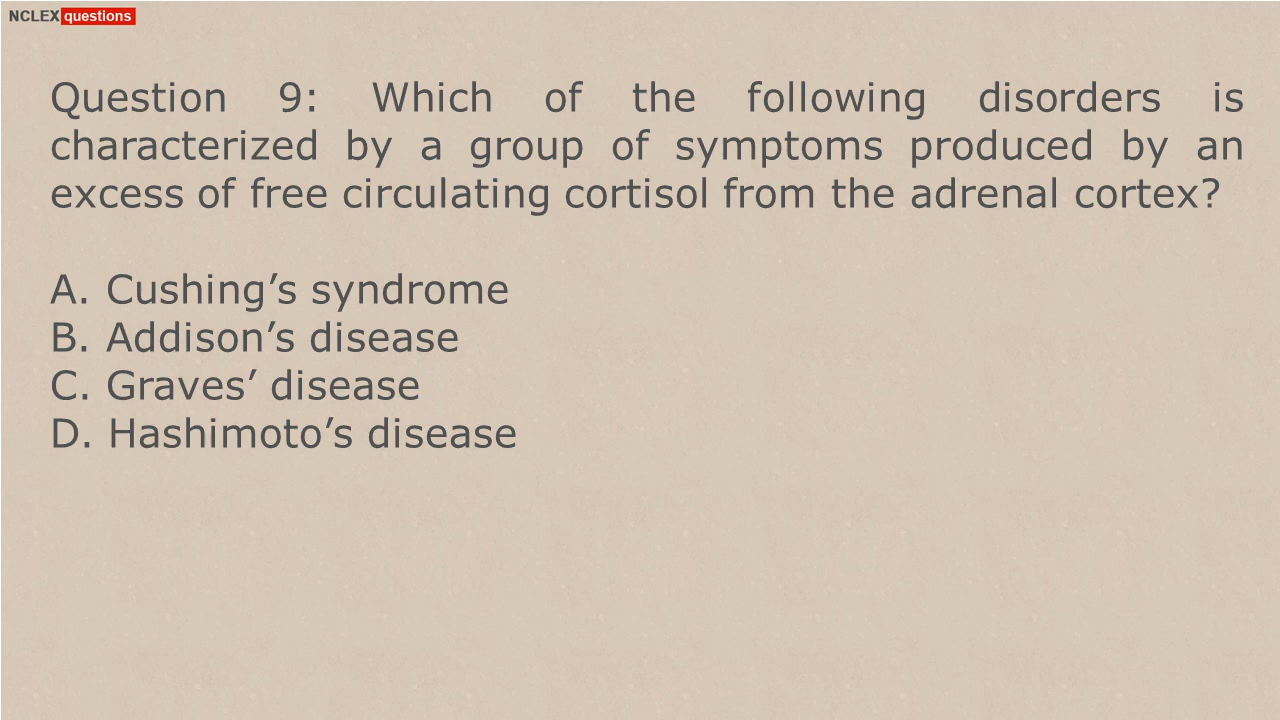 NCLEX questions
Question 9: Which of the following disorders is
characterized by a group of symptoms produced by an
excess of free circulating cortisol from the adrenal cortex?
A. Cushing’s syndrome
B. Addison’s disease
C. Graves’ disease
D. Hashimoto’s disease